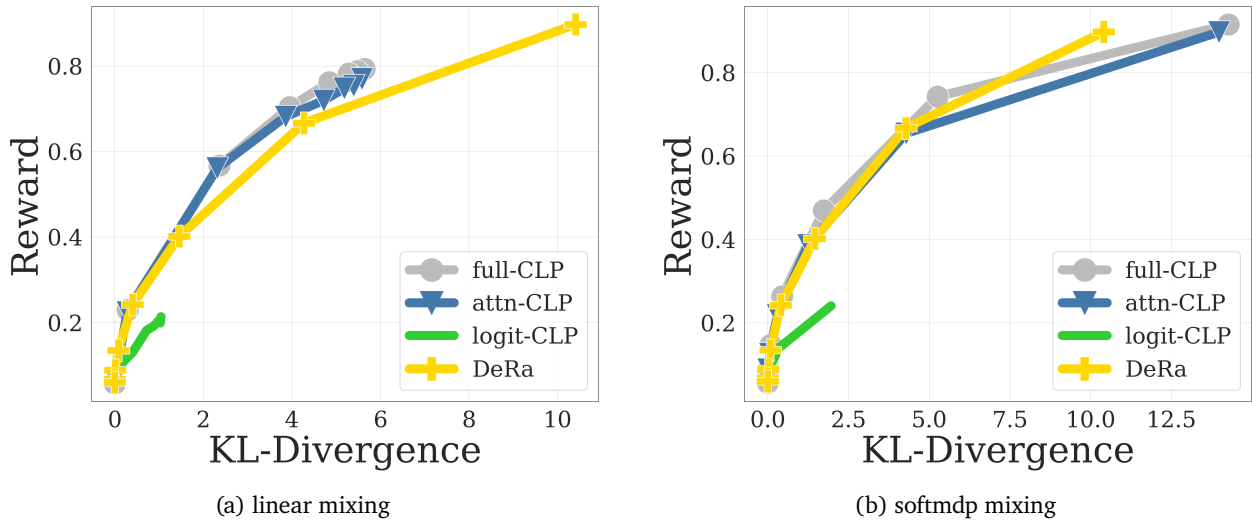 Reward
0.8
0.6
0.4
0.2
0 2 4 6 8 10
KL-Divergence
full-CLP
attn-CLP
logit-CLP
DeRa
(a) linear mixing
Reward
0.8
0.6
0.4
0.2
0.0 2.5 5.0 7.5 10.0 12.5
KL-Divergence
full-CLP
attn-CLP
logit-CLP
DeRa
(b) softmdp mixing